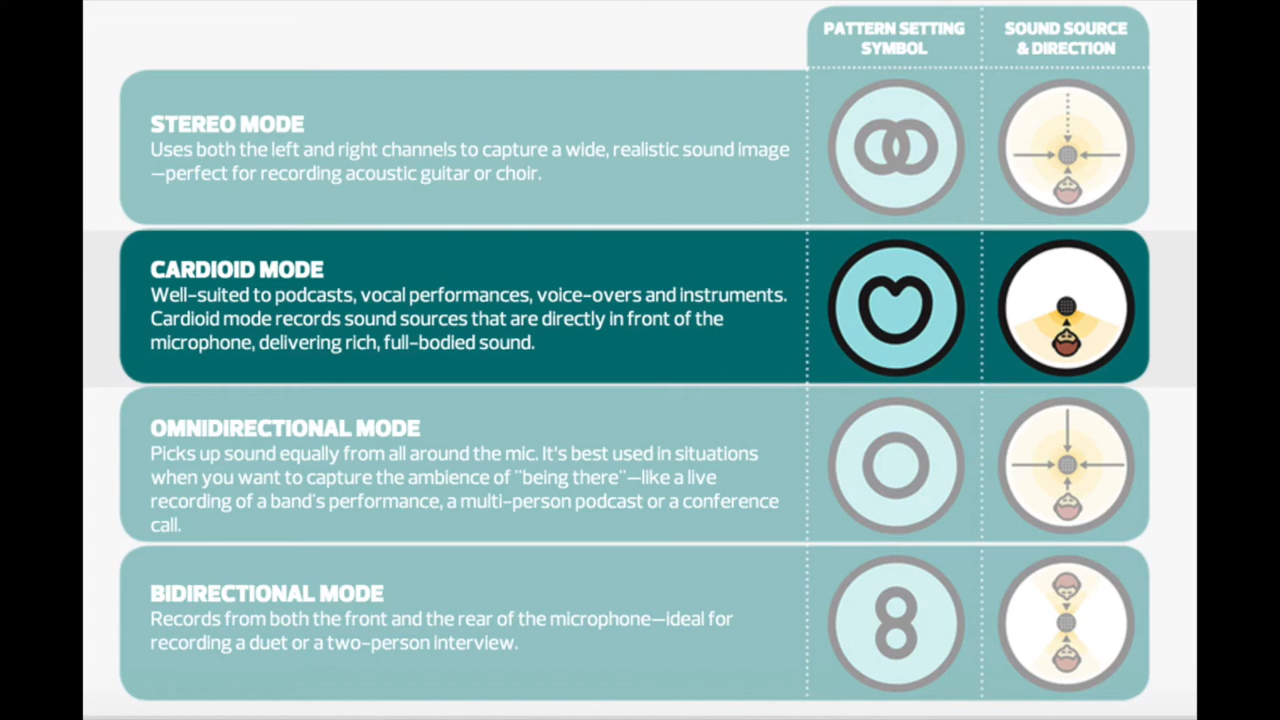 PATTERN SETTING
SYMBOL
SOUND SOURCE
& DIRECTION
STEREO MODE
Uses both the left and right channels to capture a wide, realistic sound image
—perfect for recording acoustic guitar or choir.
CARDIOID MODE
Well-suited to podcasts, vocal performances, voice-overs and instruments.
Cardioid mode records sound sources that are directly in front of the
microphone, delivering rich, full-bodied sound.
OMNIDIRECTIONAL MODE
Picks up sound equally from all around the mic. It's best used in situations
when you want to capture the ambience of "being there"—like a live
recording of a band's performance, a multi-person podcast or a conference
call.
BIDIRECTIONAL MODE
Records from both the front and the rear of the microphone—ideal for
recording a duet or a two-person interview.